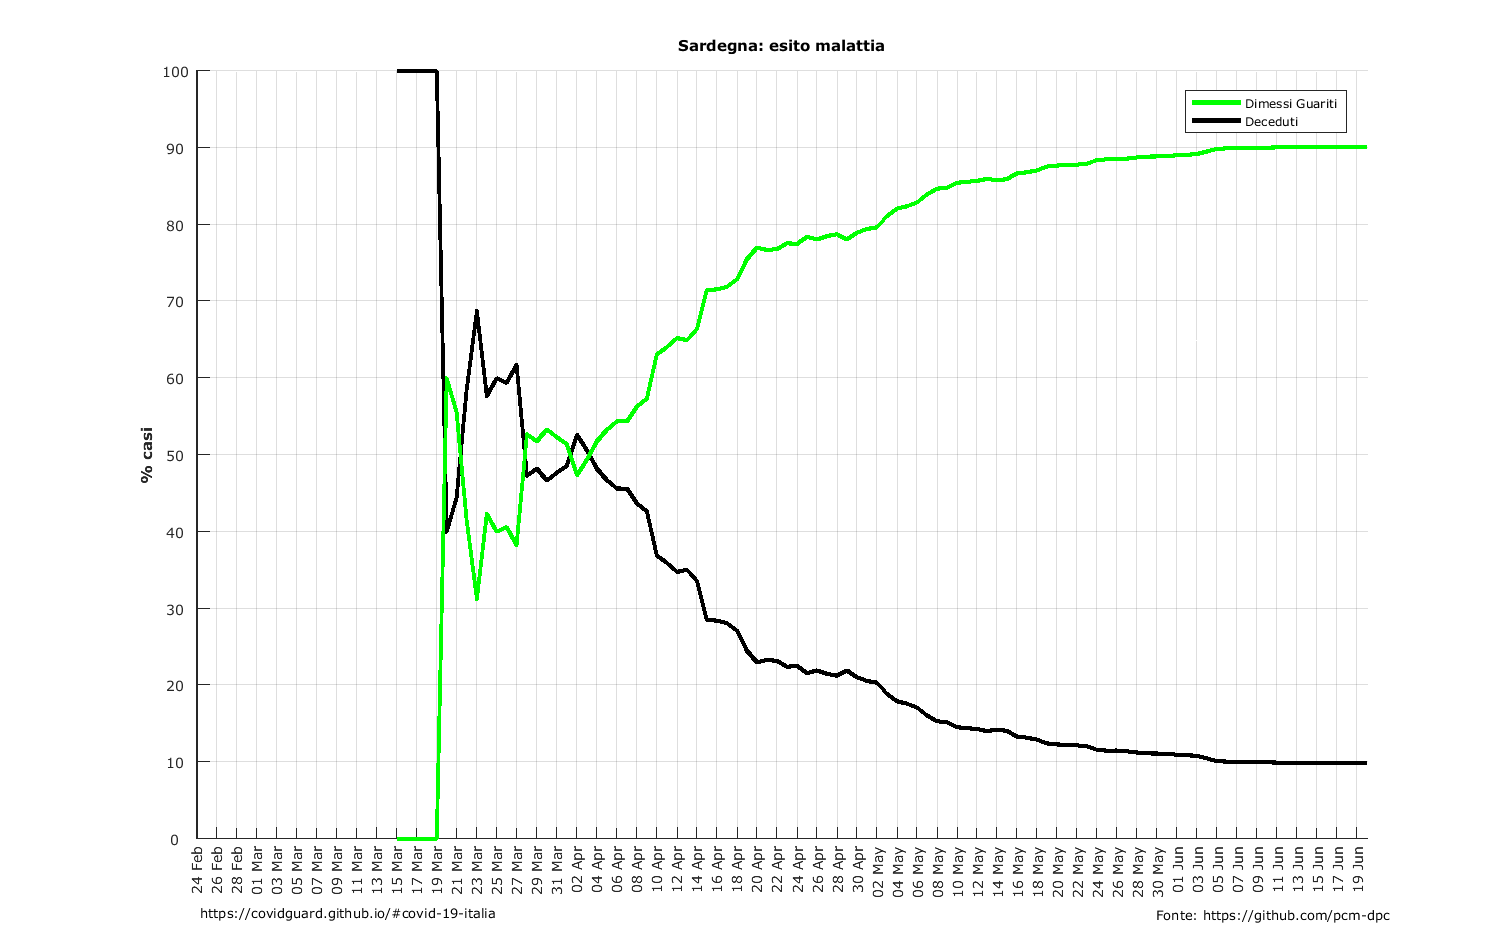 Sardegna: esito malattia
100
90
80
70
60
50
40
30
20
10
0
% casi
Dimessi Guariti
Deceduti
24 Feb
26 Feb
28 Feb
01 Mar
03 Mar
05 Mar
07 Mar
09 Mar
11 Mar
13 Mar
15 Mar
17 Mar
19 Mar
21 Mar
23 Mar
25 Mar
27 Mar
29 Mar
31 Mar
02 Apr
04 Apr
06 Apr
08 Apr
10 Apr
12 Apr
14 Apr
16 Apr
18 Apr
20 Apr
22 Apr
24 Apr
26 Apr
28 Apr
30 Apr
02 May
04 May
06 May
08 May
10 May
12 May
14 May
16 May
18 May
20 May
22 May
24 May
26 May
28 May
30 May
01 Jun
03 Jun
05 Jun
07 Jun
09 Jun
11 Jun
13 Jun
15 Jun
17 Jun
19 Jun
https://covidguard.github.io/#covid-19-italia
Fonte: https://github.com/pcm-dpc